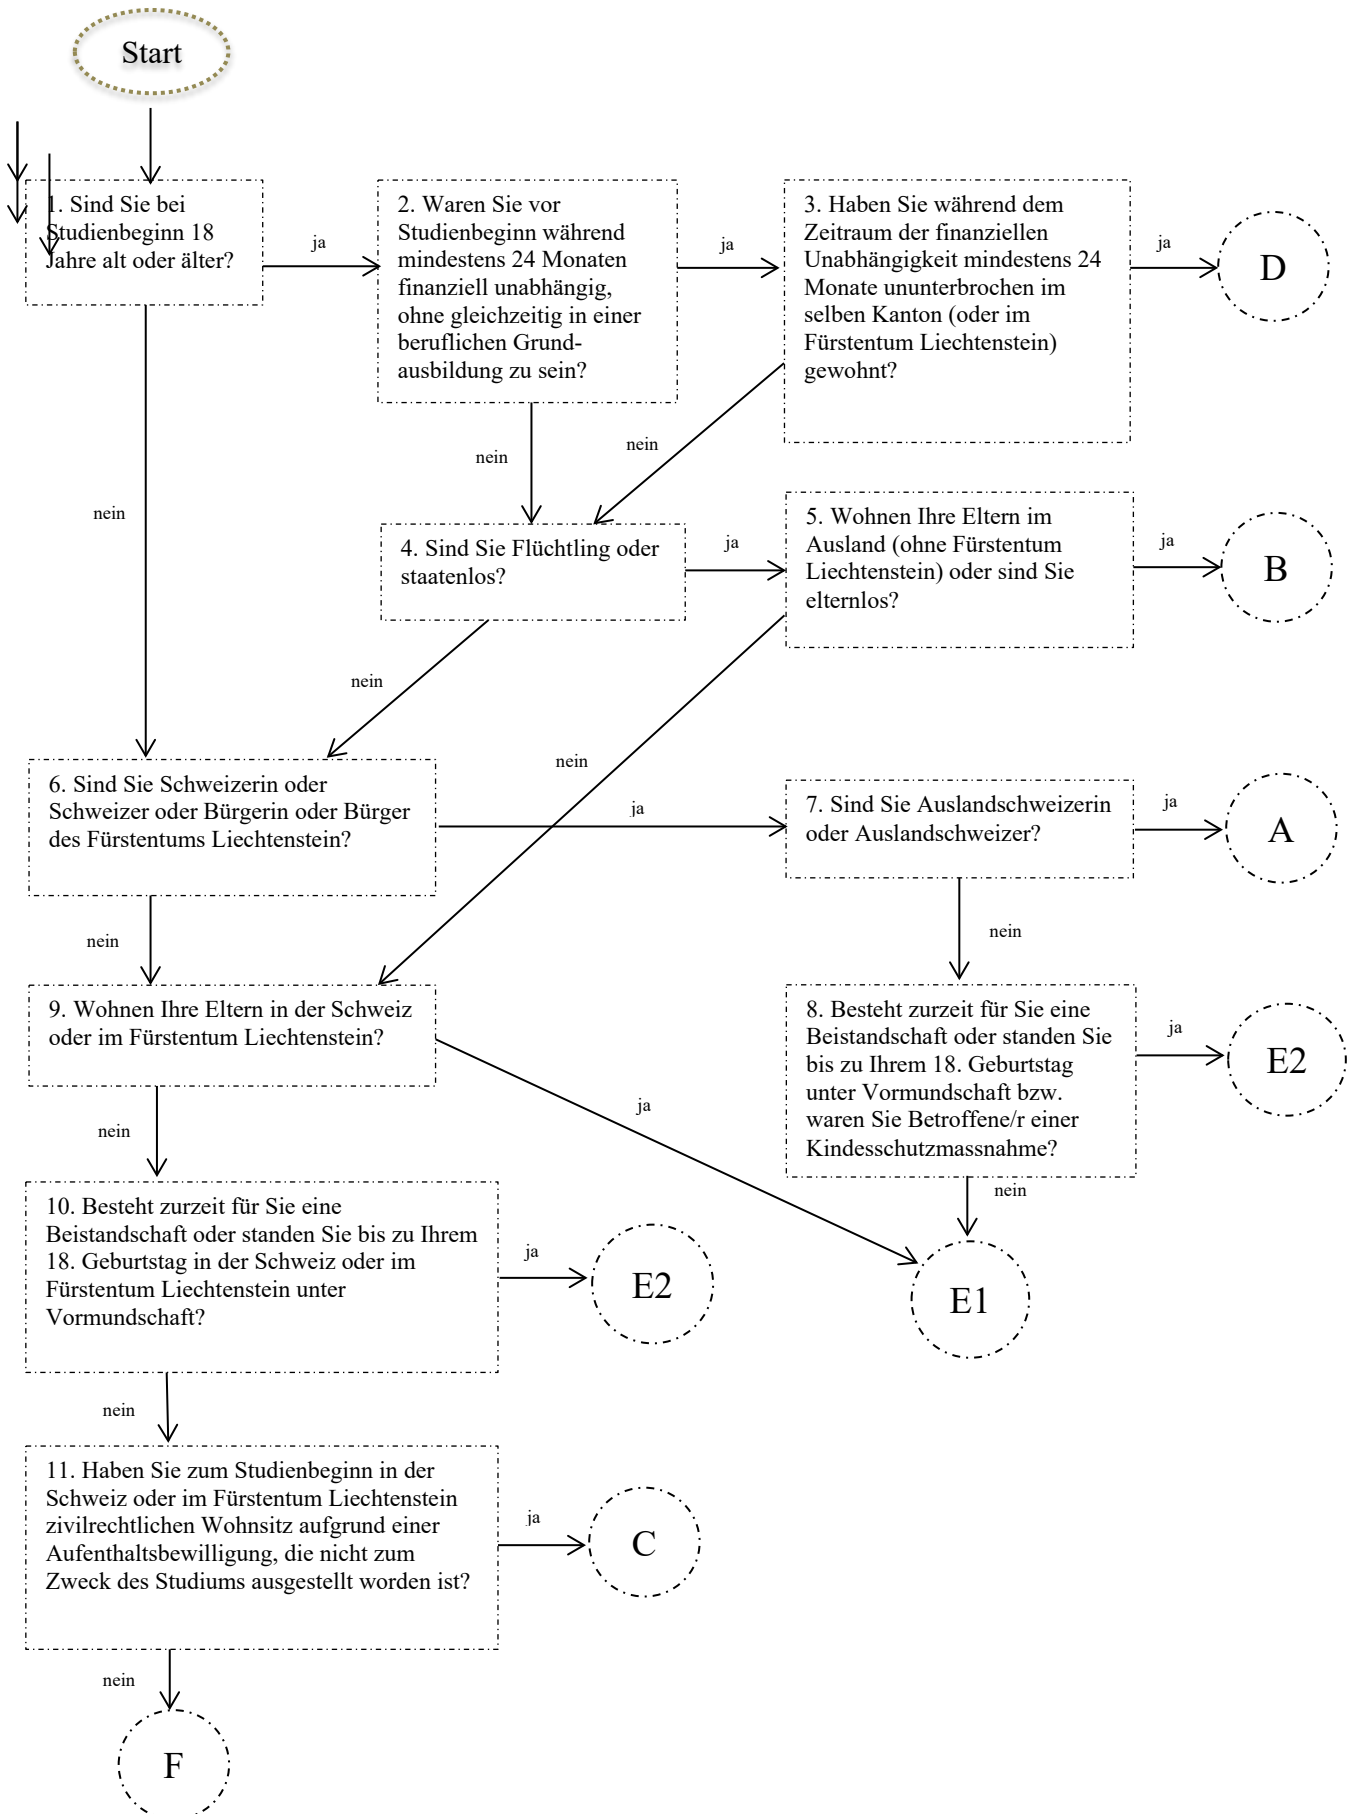 Start
1. Sind Sie bei
Studienbeginn 18
Jahre alt oder älter?
ja
2. Waren Sie vor
Studienbeginn während
mindestens 24 Monaten
finanziell unabhängig,
ohne gleichzeitig in einer
beruflichen Grund-
ausbildung zu sein?
ja
3. Haben Sie während dem
Zeitraum der finanziellen
Unabhängigkeit mindestens 24
Monate ununterbrochen im
selben Kanton (oder im
Fürstentum Liechtenstein)
gewohnt?
ja
D
nein
nein
nein
4. Sind Sie Flüchtling oder
staatenlos?
ja
5. Wohnen Ihre Eltern im
Ausland (ohne Fürstentum
Liechtenstein) oder sind Sie
elternlos?
ja
B
nein
nein
6. Sind Sie Schweizerin oder
Schweizer oder Bürgerin oder Bürger
des Fürstentums Liechtenstein?
ja
7. Sind Sie Auslandschweizerin
oder Auslandschweizer?
ja
A
nein
nein
9. Wohnen Ihre Eltern in der Schweiz
oder im Fürstentum Liechtenstein?
ja
8. Besteht zurzeit für Sie eine
Beistandschaft oder standen Sie
bis zu Ihrem 18. Geburtstag
unter Vormundschaft bzw.
waren Sie Betroffene/r einer
Kindesschutzmassnahme?
ja
E2
nein
nein
10. Besteht zurzeit für Sie eine
Beistandschaft oder standen Sie bis zu Ihrem
18. Geburtstag in der Schweiz oder im
Fürstentum Liechtenstein unter
Vormundschaft?
ja
E2
E1
nein
11. Haben Sie zum Studienbeginn in der
Schweiz oder im Fürstentum Liechtenstein
zivilrechtlichen Wohnsitz aufgrund einer
Aufenthaltsbewilligung, die nicht zum
Zweck des Studiums ausgestellt worden ist?
ja
C
nein
F